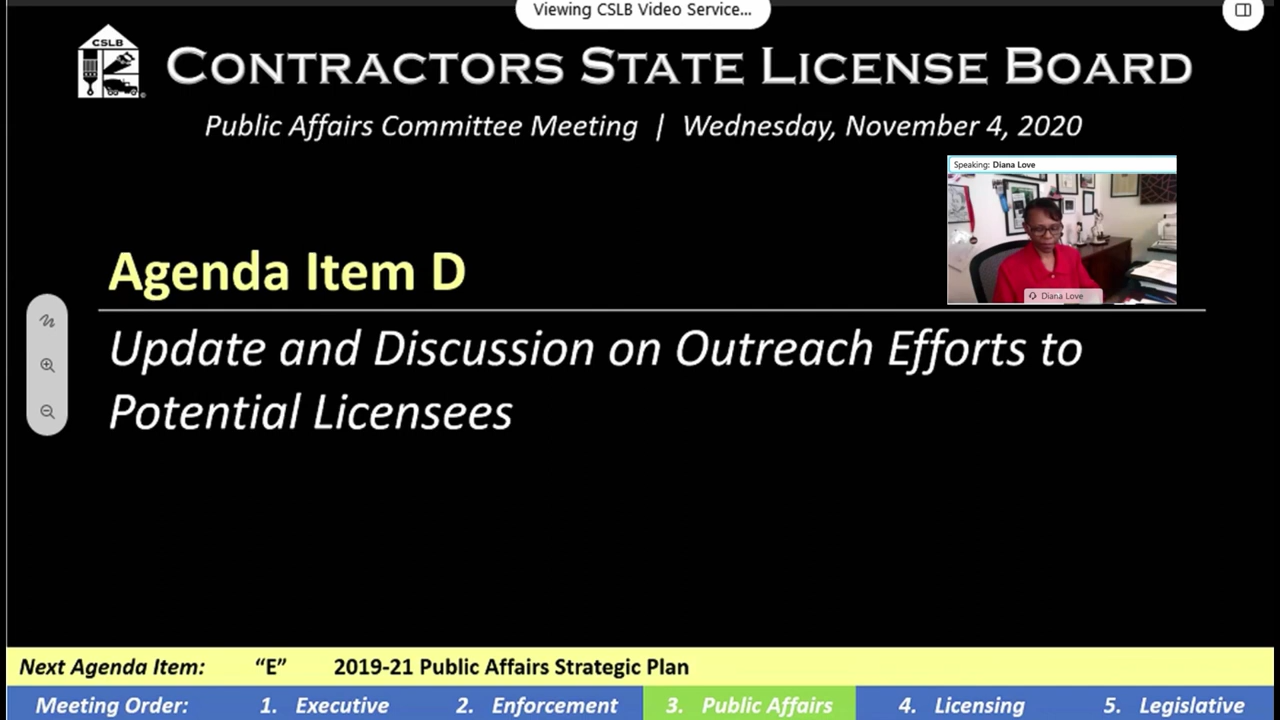 Viewing CSLB Video Service...
CSLB
CONTRACTORS STATE LICENSE BOARD
Public Affairs Committee Meeting | Wednesday, November 4, 2020
Speaking: Diana Love
Diana Love
Agenda Item D
Update and Discussion on Outreach Efforts to
Potential Licensees
Next Agenda Item: “E” 2019-21 Public Affairs Strategic Plan
Meeting Order: 1. Executive 2. Enforcement 3. Public Affairs 4. Licensing 5. Legislative